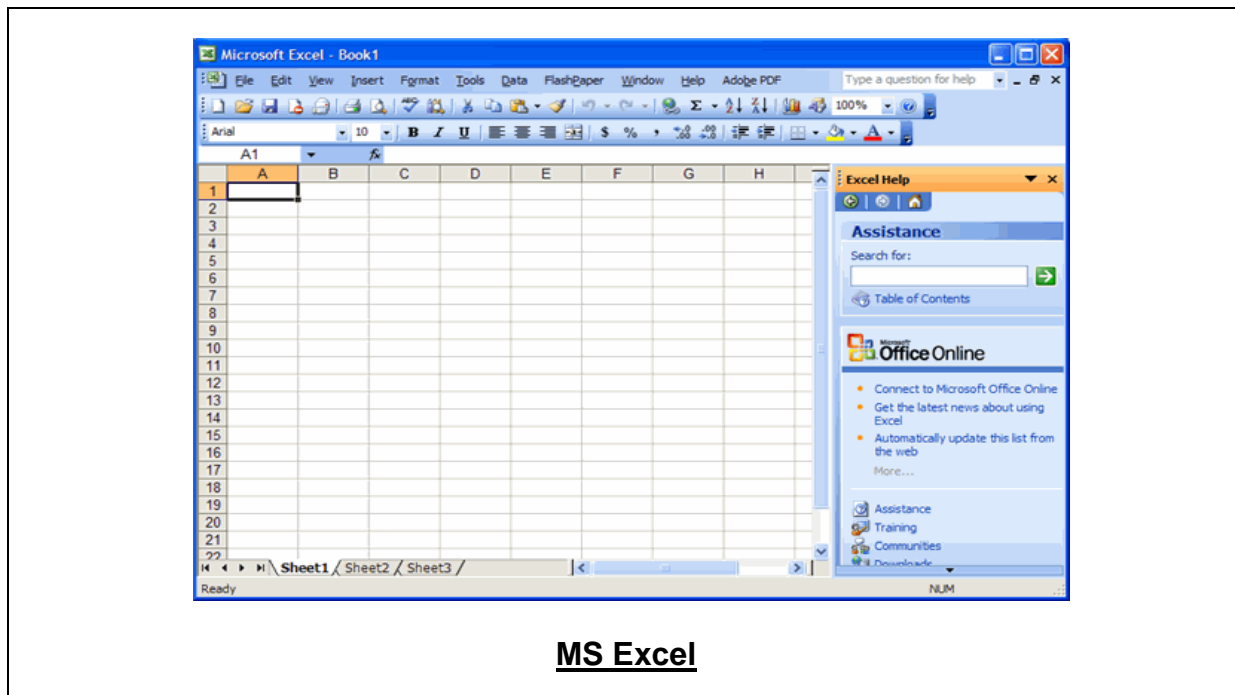 Microsoft Excel - Book1
File Edit View Insert Format Tools Data FlashPaper Window Help Adobe PDF Type a question for help
100%
Arial 10 B I U $ % ,
A1 fx
A B C D E F G H
Excel Help
1
2
3
4
5
6
7
8
9
10
11
12
13
14
15
16
17
18
19
20
21
22
Assistance
Search for:
Table of Contents
Microsoft
Office Online
Connect to Microsoft Office Online
Get the latest news about using
Excel
Automatically update this list from
the web
More...
Assistance
Training
Communities
Downloads
Sheet1 Sheet2 Sheet3
Ready NUM
MS Excel